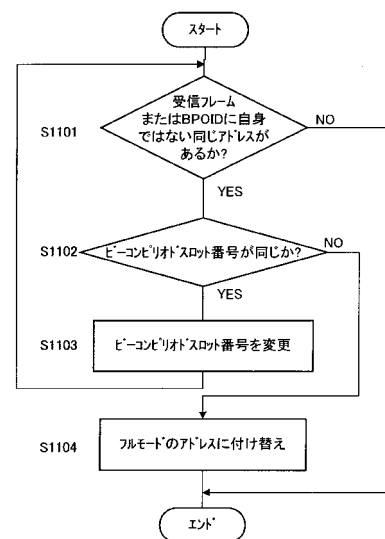 スタート
受信フレーム
またはBPOIDに自身
ではない同じアドレスが
あるか?
S1101
NO
YES
S1102
ビーコンピリオドスロット番号が同じか?
NO
YES
S1103
ビーコンピリオドスロット番号を変更
S1104
フルモードのアドレスに付け替え
エンド